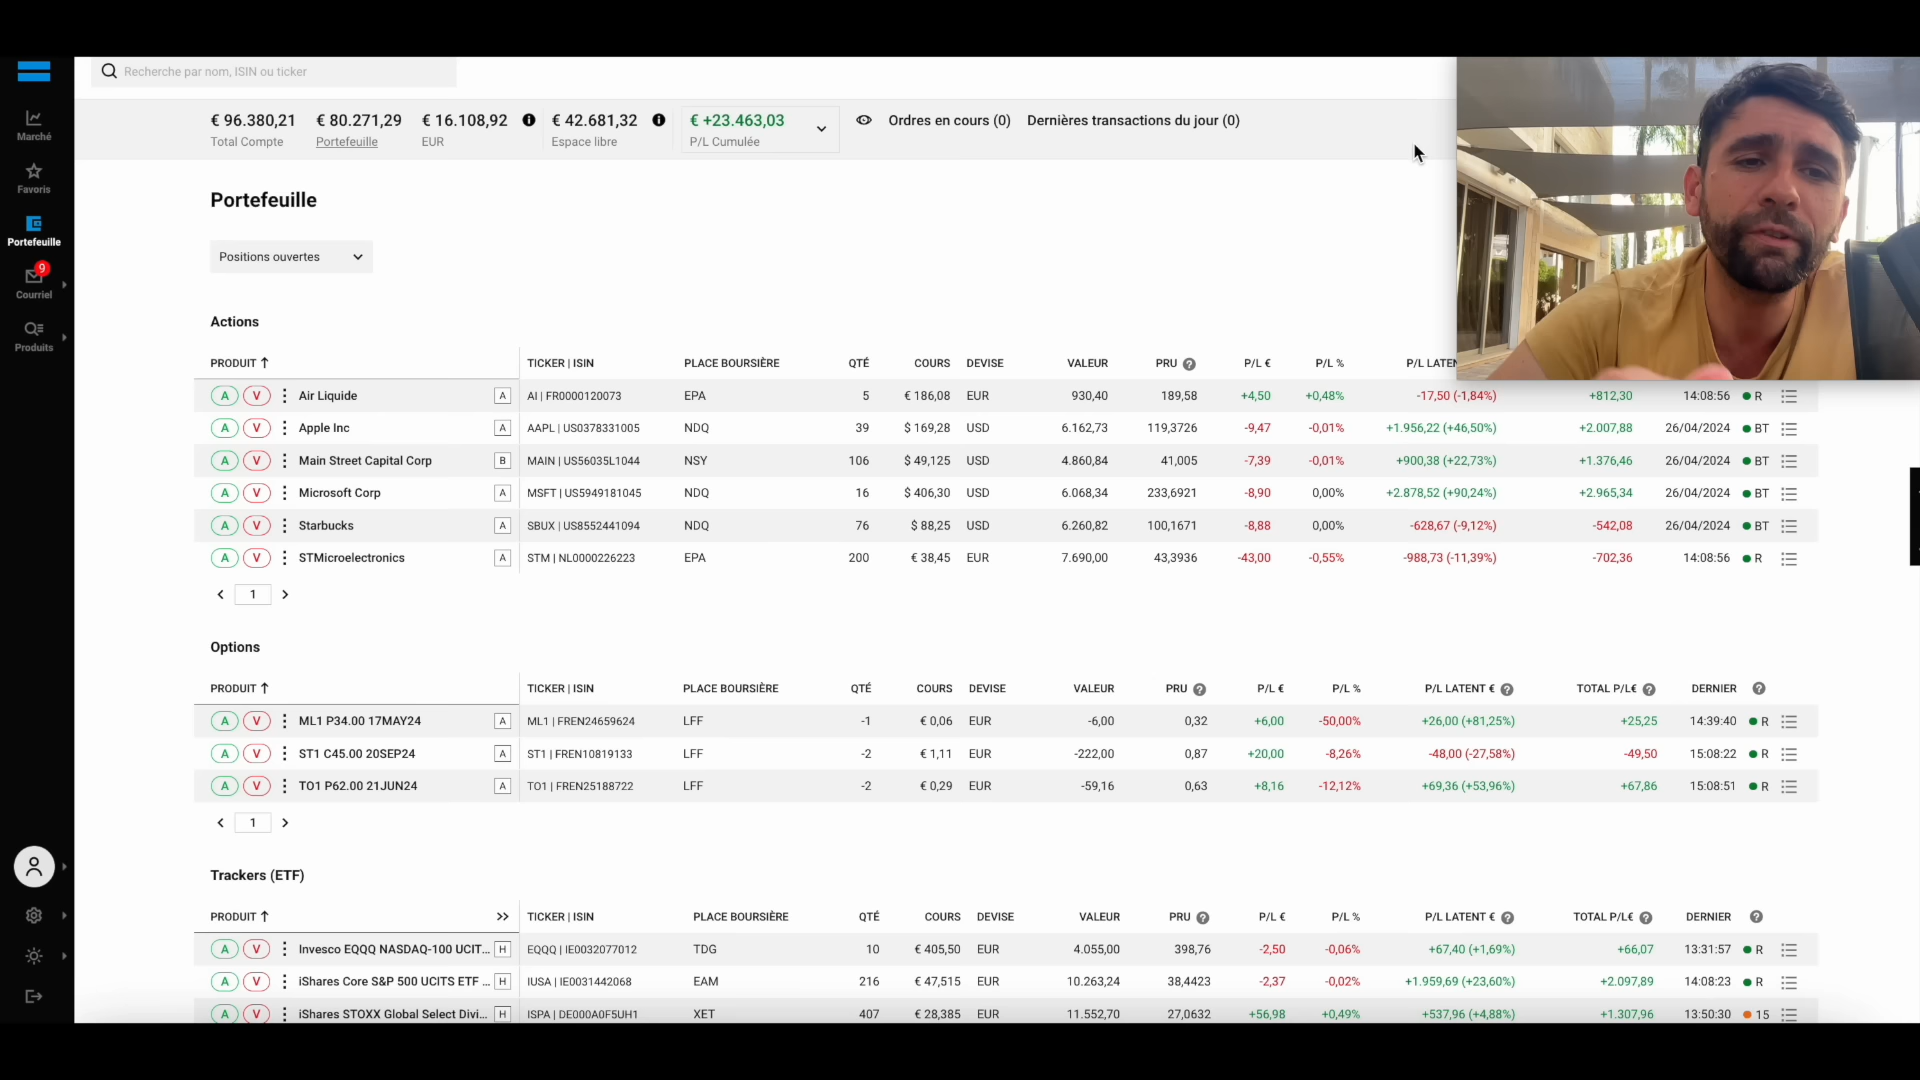 Recherche par nom, ISIN ou ticker
€ 96.380,21 € 80.271,29 € 16.108,92 € 42.681,32 € +23.463,03 Ordres en cours (0) Dernières transactions du jour (0)
Total Compte Portefeuille EUR Espace libre P/L Cumulée
Marché
Favoris
Portefeuille
9
Courriel
Produits
Portefeuille
Positions ouvertes
Actions
PRODUIT TICKER | ISIN PLACE BOURSIÈRE QTÉ COURS DEVISE VALEUR PRU P/L € P/L %
A V Air Liquide A AI | FR0000120073 EPA 5 € 186,08 EUR 930,40 189,58 +4,50 +0,48% -17,50 (-1,84%) +812,30 14:08:56 R
A V Apple Inc A AAPL | US0378331005 NDQ 39 $ 169,28 USD 6.162,73 119,3726 -9,47 -0,01% +1.956,22 (+46,50%) +2.007,88 26/04/2024 BT
A V Main Street Capital Corp B MAIN | US56035L1044 NSY 106 $ 49,125 USD 4.860,84 41,005 -7,39 -0,01% +900,38 (+22,73%) +1.376,46 26/04/2024 BT
A V Microsoft Corp A MSFT | US5949181045 NDQ 16 $ 406,30 USD 6.068,34 233,6921 -8,90 0,00% +2.878,52 (+90,24%) +2.965,34 26/04/2024 BT
A V Starbucks A SBUX | US8552441094 NDQ 76 $ 88,25 USD 6.260,82 100,1671 -8,88 0,00% -628,67 (-9,12%) -542,08 26/04/2024 BT
A V STMicroelectronics A STM | NL0000226223 EPA 200 € 38,45 EUR 7.690,00 43,3936 -43,00 -0,55% -988,73 (-11,39%) -702,36 14:08:56 R
1
Options
PRODUIT TICKER | ISIN PLACE BOURSIÈRE QTÉ COURS DEVISE VALEUR PRU P/L € P/L % P/L LATENT € TOTAL P/L€ DERNIER
A V ML1 P34.00 17MAY24 A ML1 | FREN24659624 LFF -1 € 0,06 EUR -6,00 0,32 +6,00 -50,00% +26,00 (+81,25%) +25,25 14:39:40 R
A V ST1 C45.00 20SEP24 A ST1 | FREN10819133 LFF -2 € 1,11 EUR -222,00 0,87 +20,00 -8,26% -48,00 (-27,58%) -49,50 15:08:22 R
A V TO1 P62.00 21JUN24 A TO1 | FREN25188722 LFF -2 € 0,29 EUR -59,16 0,63 +8,16 -12,12% +69,36 (+53,96%) +67,86 15:08:51 R
1
Trackers (ETF)
PRODUIT TICKER | ISIN PLACE BOURSIÈRE QTÉ COURS DEVISE VALEUR PRU P/L € P/L % P/L LATENT € TOTAL P/L€ DERNIER
A V Invesco EQQQ NASDAQ-100 UCIT... H EQQQ | IE0032077012 TDG 10 € 405,50 EUR 4.055,00 398,76 -2,50 -0,06% +67,40 (+1,69%) +66,07 13:31:57 R
A V iShares Core S&P 500 UCITS ETF ... H IUSA | IE0031442068 EAM 216 € 47,515 EUR 10.263,24 38,4423 -2,37 -0,02% +1.959,69 (+23,60%) +2.097,89 14:08:23 R
A V iShares STOXX Global Select Divi... H ISPA | DE000A0F5UH1 XET 407 € 28,385 EUR 11.552,70 27,0632 +56,98 +0,49% +537,96 (+4,88%) +1.307,96 13:50:30 15